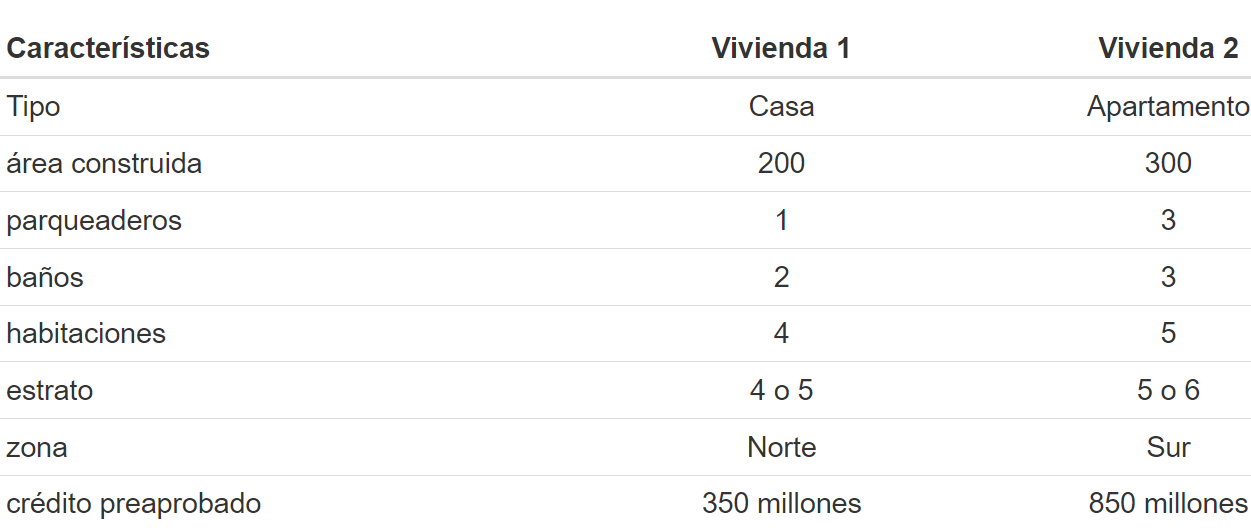 Características Vivienda 1 Vivienda 2
Tipo Casa Apartamento
área construida 200 300
parqueaderos 1 3
baños 2 3
habitaciones 4 5
estrato 4 o 5 5 o 6
zona Norte Sur
crédito preaprobado 350 millones 850 millones